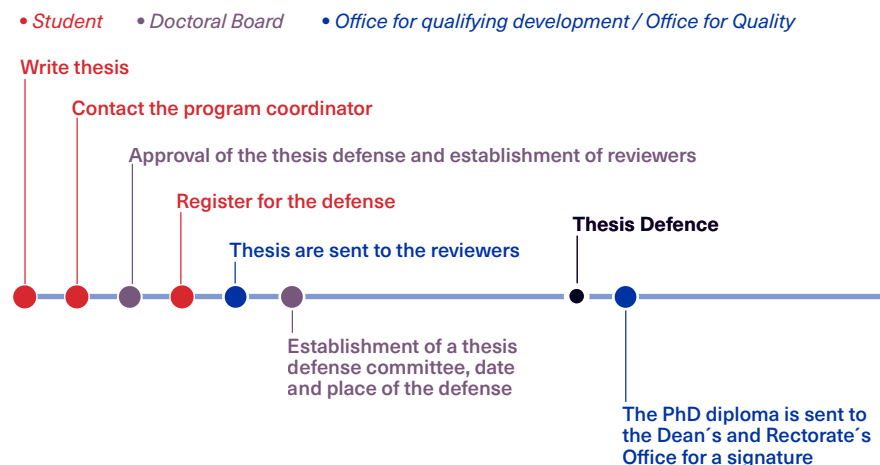 • Student • Doctoral Board • Office for qualifying development / Office for Quality
Write thesis
Contact the program coordinator
Approval of the thesis defense and establishment of reviewers
Register for the defense
Thesis Defence
Thesis are sent to the reviewers
Establishment of a thesis
defense committee, date
and place of the defense
The PhD diploma is sent to
the Dean´s and Rectorate´s
Office for a signature